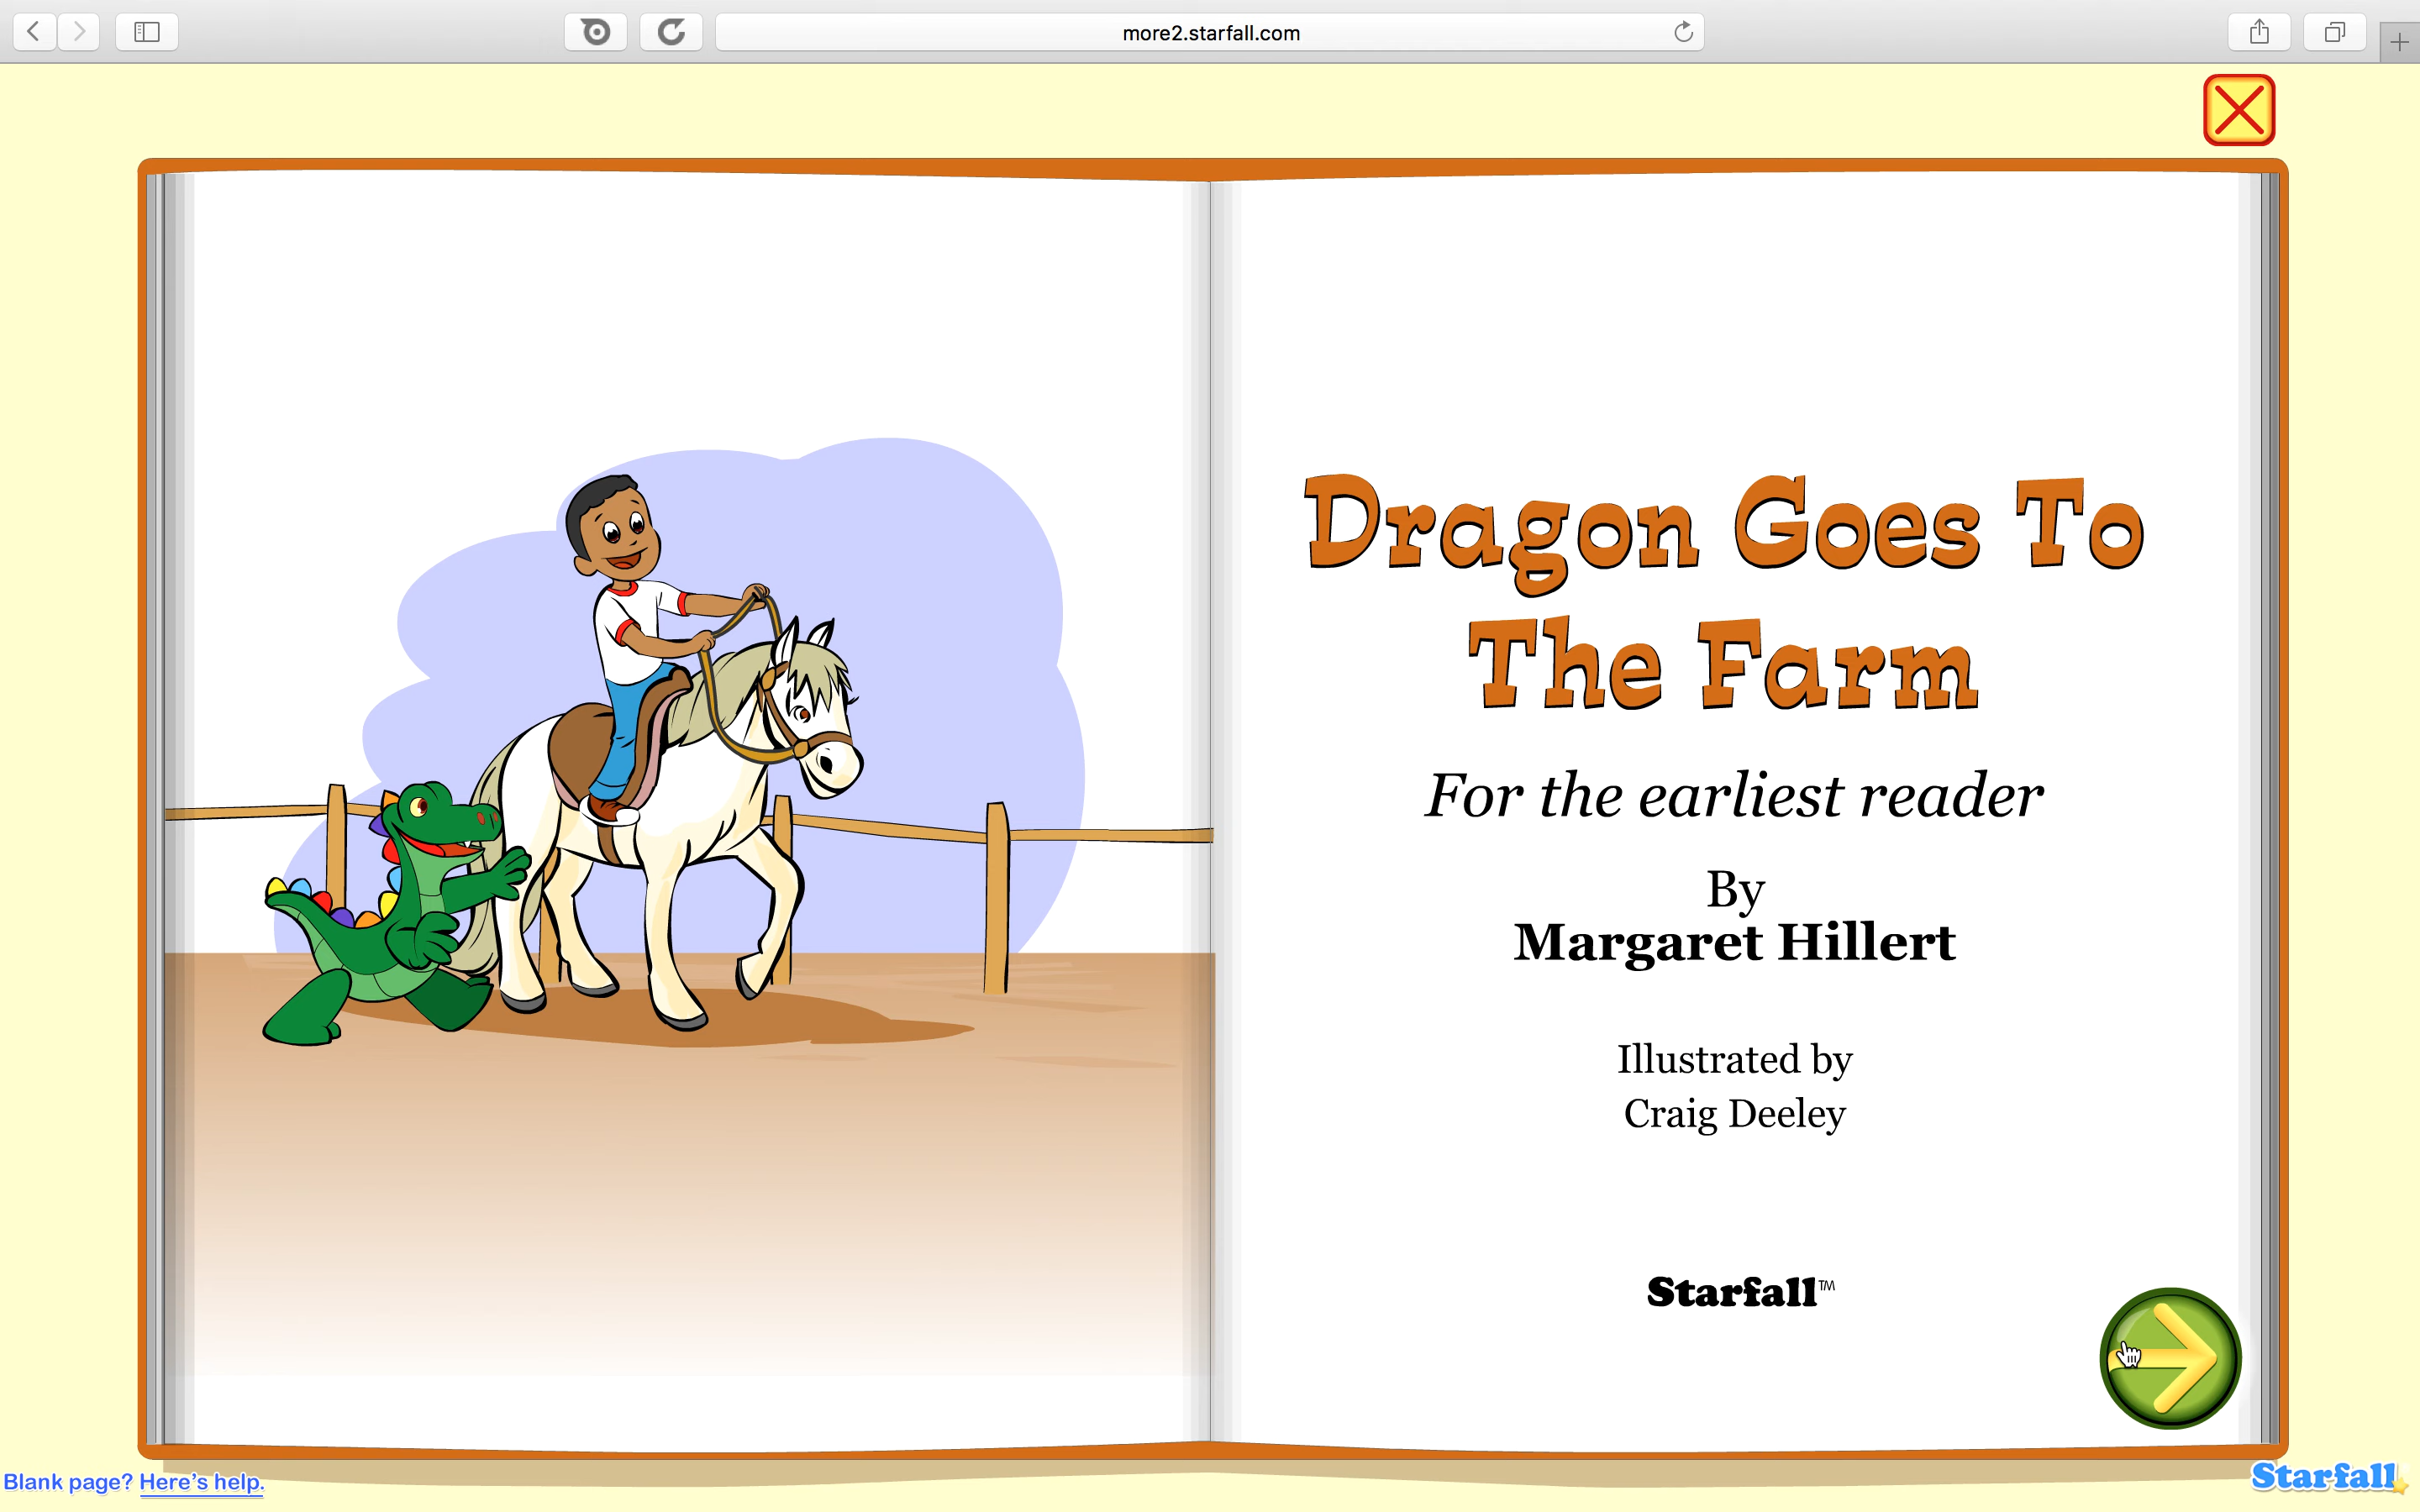 more2.starfall.com
Dragon Goes To
The Farm
For the earliest reader
By
Margaret Hillert
Illustrated by
Craig Deeley
Starfall™
Blank page? Here's help.
Starfall